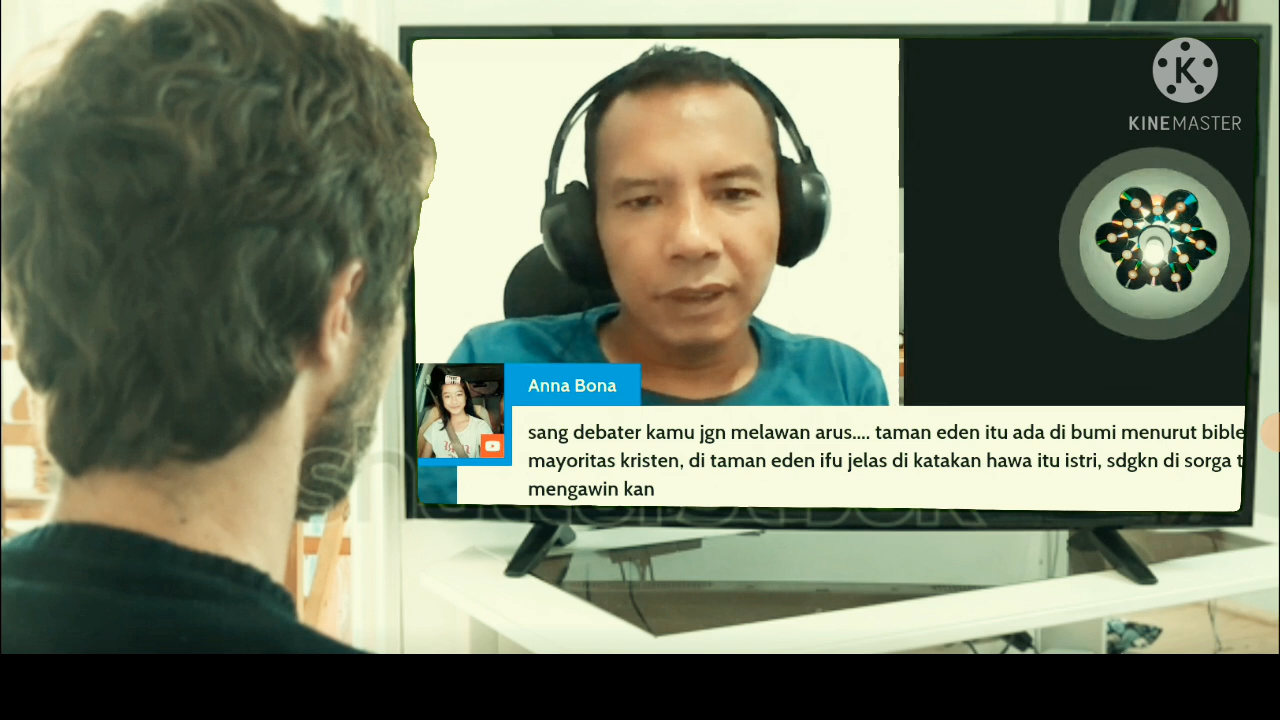 KINEMASTER
Anna Bona
sang debater kamu jgn melawan arus.... taman eden itu ada di bumi menurut bible
mayoritas kristen, di taman eden ifu jelas di katakan hawa itu istri, sdgkn di sorga t
mengawin kan